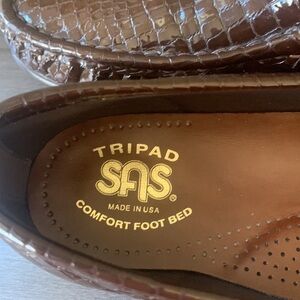 TRIPAD
SAS®
MADE IN USA
COMFORT FOOT BED